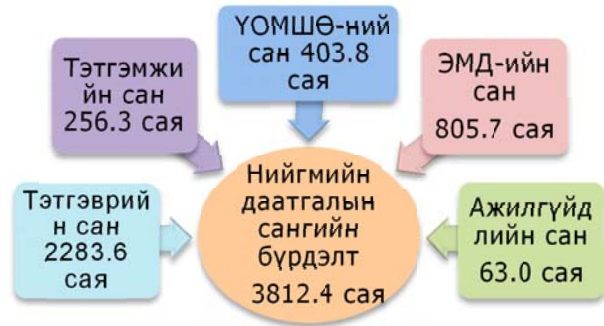 ҮОМШӨ-ний
сан 403.8
сая
Тэтгэмжи
йн сан
256.3 сая
ЭМД-ийн
сан
805.7 сая
Тэтгэврий
н сан
2283.6
сая
Нийгмийн
даатгалын
сангийн
бүрдэлт
3812.4 сая
Ажилгүйд
лийн сан
63.0 сая